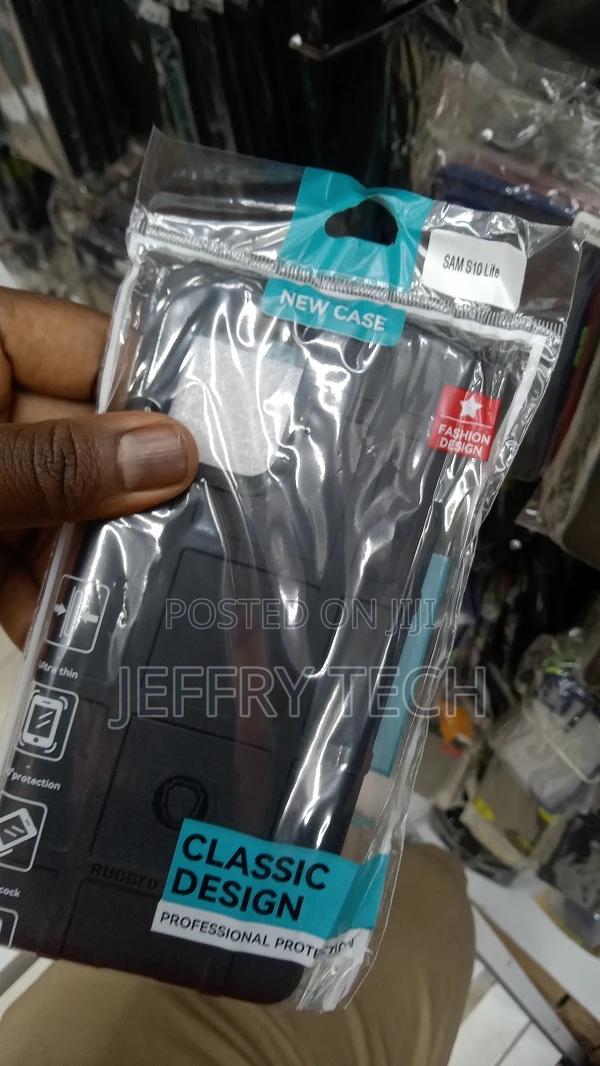 SAM S10 Lite
NEW CASE
FASHION
DESIGN
POSTED ON JIJI
JEFFRY TECH
Ultra thin
protection
RUGGED
CLASSIC
DESIGN
PROFESSIONAL PROTECTION